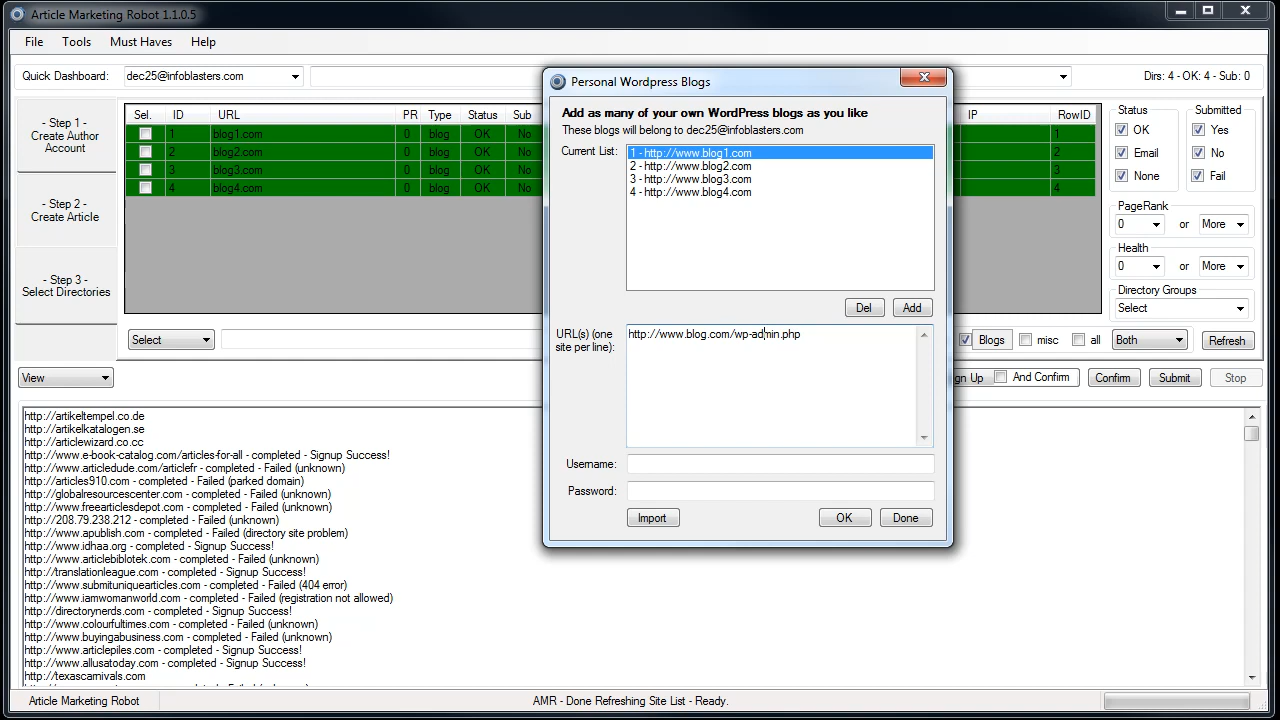 Article Marketing Robot 1.1.0.5
File Tools Must Haves Help
Quick Dashboard: dec25@infoblasters.com Dirs: 4 - OK: 4 - Sub: 0
- Step 1 -
Create Author
Account
- Step 2 -
Create Article
- Step 3 -
Select Directories
Sel. ID URL PR Type Status Sub IP RowID
1 blog1.com 0 blog OK No 1
2 blog2.com 0 blog OK No 2
3 blog3.com 0 blog OK No 3
4 blog4.com 0 blog OK No 4
Status Submitted
OK Yes
Email No
None Fail
PageRank
0 or More
Health
0 or More
Directory Groups
Select
Select
Blogs misc all Both Refresh
View
gn Up And Confirm Confirm Submit Stop
Personal Wordpress Blogs
Add as many of your own WordPress blogs as you like
These blogs will belong to dec25@infoblasters.com
Current List:
1 - http://www.blog1.com
2 - http://www.blog2.com
3 - http://www.blog3.com
4 - http://www.blog4.com
Del Add
URL(s) (one
site per line):
http://www.blog.com/wp-admin.php
Username:
Password:
Import OK Done
http://artikeltempel.co.de
http://artikelkatalogen.se
http://articlewizard.co.cc
http://www.e-book-catalog.com/articles-for-all - completed - Signup Success!
http://www.articledude.com/articlefr - completed - Failed (unknown)
http://articles910.com - completed - Failed (parked domain)
http://globalresourcescenter.com - completed - Failed (unknown)
http://www.freearticlesdepot.com - completed - Failed (unknown)
http://208.79.238.212 - completed - Failed (unknown)
http://www.apublish.com - completed - Failed (directory site problem)
http://www.idhaa.org - completed - Signup Success!
http://www.articlebiblotek.com - completed - Failed (unknown)
http://translationleague.com - completed - Signup Success!
http://www.submituniquearticles.com - completed - Failed (404 error)
http://www.iamwomanworld.com - completed - Failed (registration not allowed)
http://directorynerds.com - completed - Signup Success!
http://www.colourfultimes.com - completed - Failed (unknown)
http://www.buyingabusiness.com - completed - Failed (unknown)
http://www.articlepiles.com - completed - Signup Success!
http://www.allusatoday.com - completed - Signup Success!
http://texascarnivals.com
Article Marketing Robot AMR - Done Refreshing Site List - Ready.